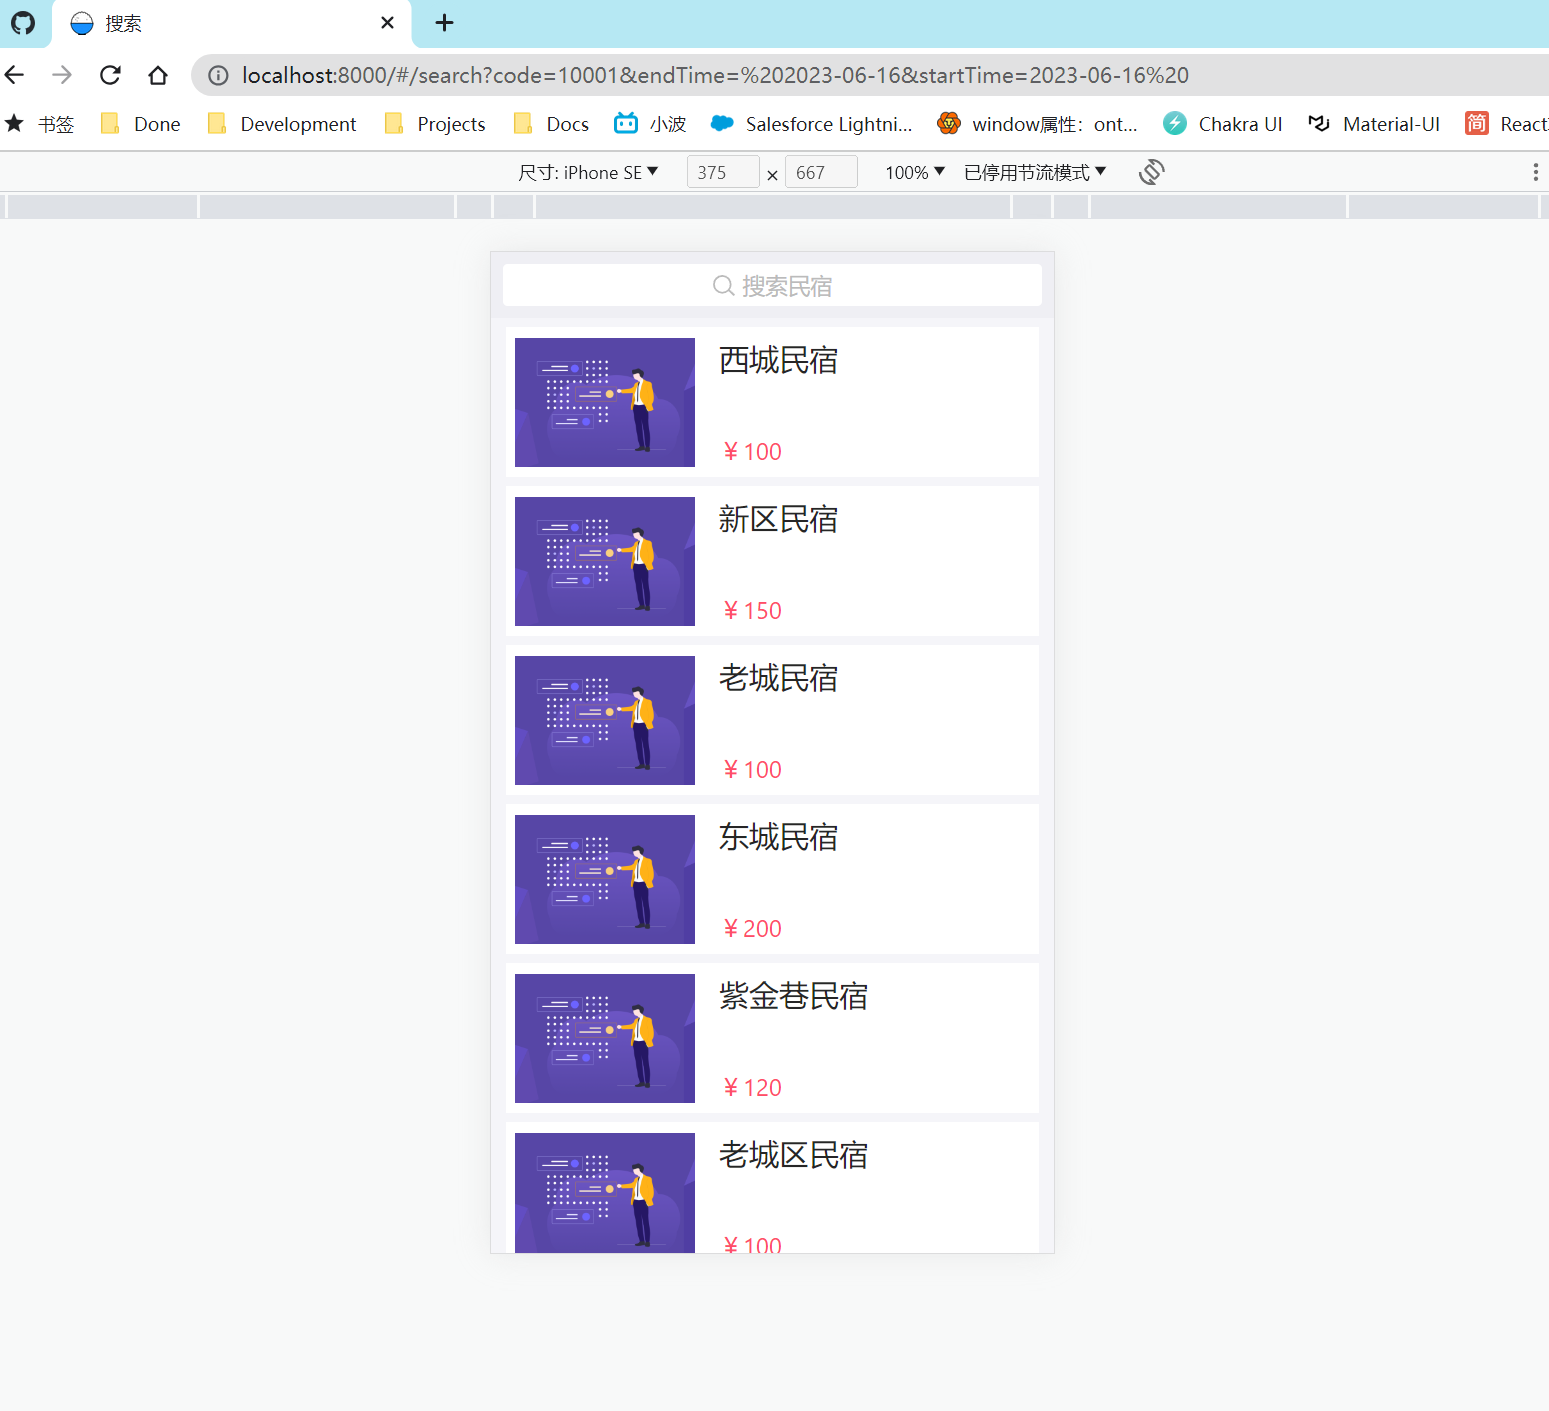 搜索
localhost:8000/#/search?code=10001&endTime=%202023-06-16&startTime=2023-06-16%20
书签 Done Development Projects Docs 小波 Salesforce Lightni... window属性：ont... Chakra UI Material-UI 简 React
尺寸: iPhone SE 375 × 667 100% 已停用节流模式
搜索民宿
西城民宿
¥ 100
新区民宿
¥ 150
老城民宿
¥ 100
东城民宿
¥ 200
紫金巷民宿
¥ 120
老城区民宿
¥ 100